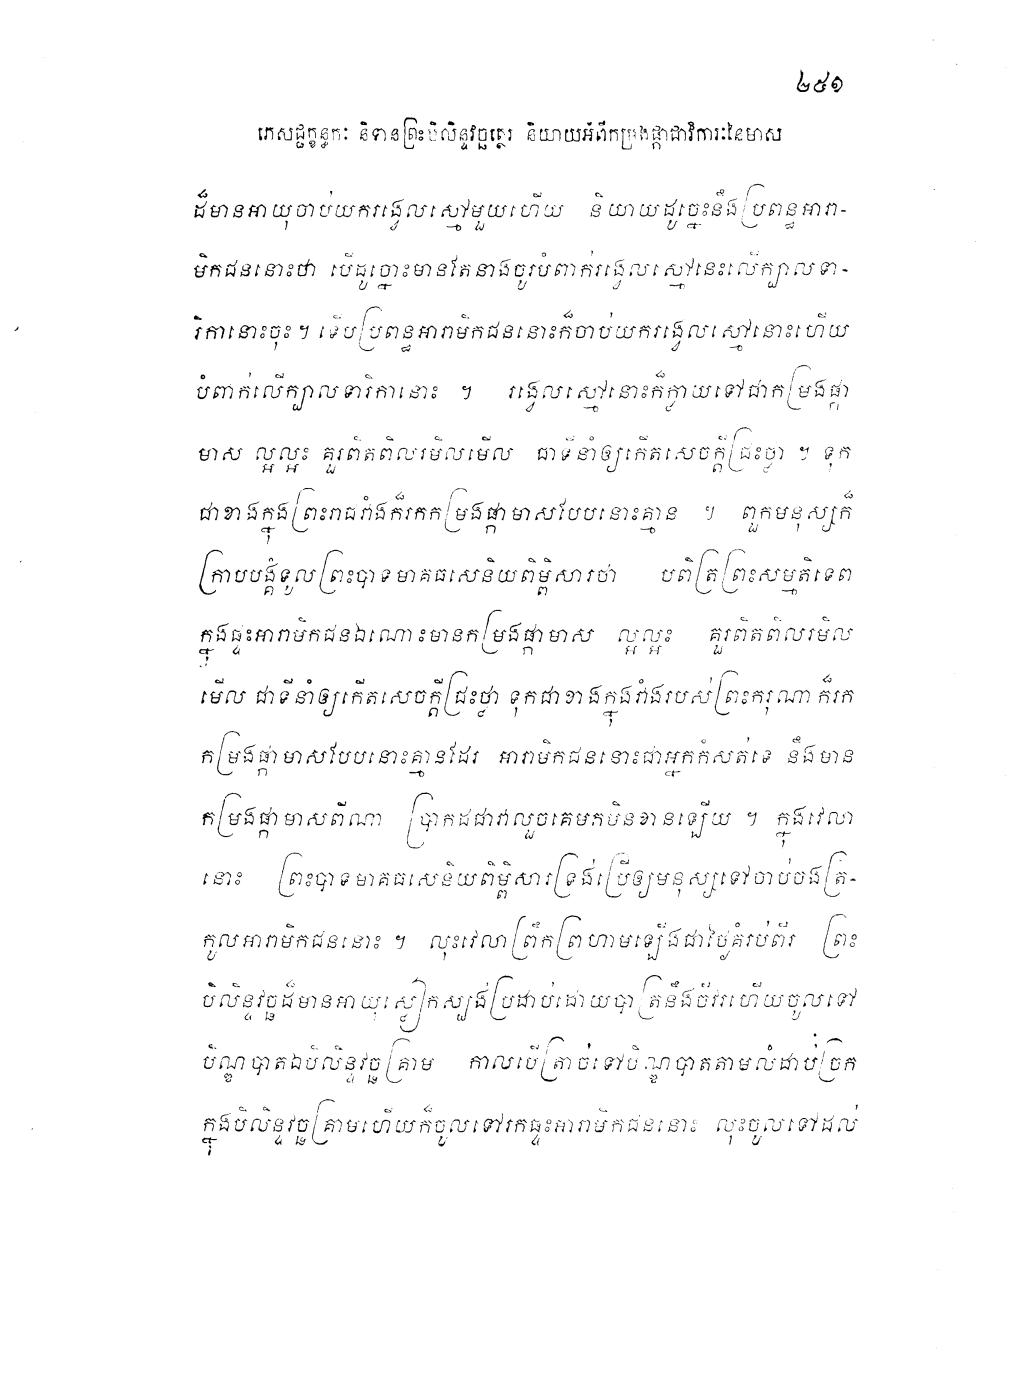 ២៥១
ភេសជ្ជក្ខន្ធកៈ និទានព្រះបិលិន្ទវច្ឆត្ថេរ និយាយអំពីកម្រងផ្កាជាវិការៈនៃមាស
ដ៏មានអាយុចាប់យករង្វេលស្មៅមួយហើយ និយាយដូច្នេះនឹងប្រពន្ធអារា-
មិកជននោះថា បើដូច្នោះមានតែនាងចូរបំពាក់រង្វេលស្មៅនេះលើក្បាលទា-
រិកានោះចុះ។ ទើបប្រពន្ធអារាមិកជននោះក៏ចាប់យករង្វេលស្មៅនោះហើយ
បំពាក់លើក្បាលទារិកានោះ ។ រង្វេលស្មៅនោះក៏ក្លាយទៅជាកម្រងផ្កា
មាស ល្អល្អះ គួរពិតពិលរមិលមើល ជាទីនាំឲ្យកើតសេចក្តីជ្រះថ្លា ។ ទុក
ជាខាងក្នុងព្រះរាជវាំងក៏រកកម្រងផ្កាមាសបែបនោះគ្មាន ។ ពួកមនុស្សក៏
ក្រាបបង្គំទូលព្រះបាទមាគធសេនិយពិម្ពិសារថា បពិត្រព្រះសម្មតិទេព
ក្នុងផ្ទះអារាមិកជនឯណោះមានកម្រងផ្កាមាស ល្អល្អះ គួរពិតពិលរមិល
មើល ជាទីនាំឲ្យកើតសេចក្តីជ្រះថ្លា ទុកជាខាងក្នុងវាំងរបស់ព្រះករុណា ក៏រក
កម្រងផ្កាមាសបែបនោះគ្មានដែរ អារាមិកជននោះជាអ្នកកំសត់ទេ នឹងមាន
កម្រងផ្កាមាសពីណា ប្រាកដជាវាលួចគេមកបិនខានឡើយ ។ ក្នុងវេលា
នោះ ព្រះបាទមាគធសេនិយពិម្ពិសារទ្រង់ប្រើឲ្យមនុស្សទៅចាប់ចងត្រ-
កូលអារាមិកជននោះ ។ លុះវេលាព្រឹកព្រហាមឡើងជាថ្ងៃគំរប់ពីរ ព្រះ
បិលិន្ទវច្ឆដ៏មានអាយុស្លៀកស្បង់ប្រដាប់ដោយបាត្រនឹងចីវរហើយចូលទៅ
បិណ្ឌបាតឯបិលិន្ទវច្ឆគ្រាម កាលបើត្រាច់ទៅបិណ្ឌបាតតាមលំដាប់ច្រក
ក្នុងបិលិន្ទវច្ឆគ្រាមហើយក៏ចូលទៅរកផ្ទះអារាមិកជននោះ លុះចូលទៅដល់